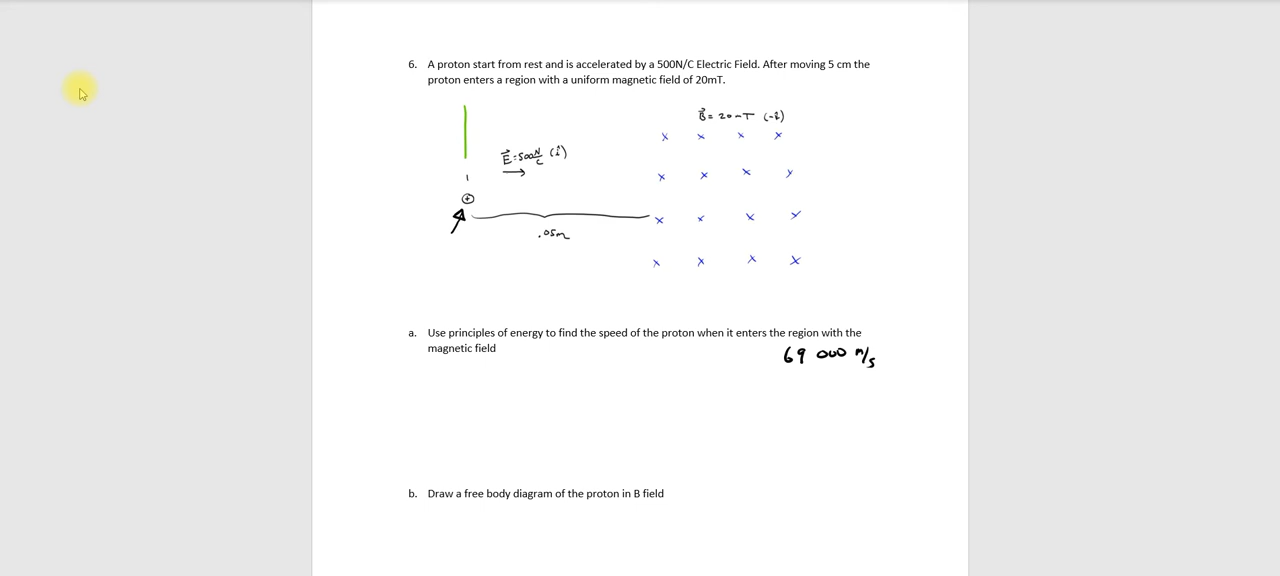 6. A proton start from rest and is accelerated by a 500N/C Electric Field. After moving 5 cm the
proton enters a region with a uniform magnetic field of 20mT.
B⃗ = 20 mT (-k̂)
x x x x
E⃗ = 500 N/C (î)
x x x x
+
x x x x
.05m
x x x x
a. Use principles of energy to find the speed of the proton when it enters the region with the
magnetic field
69 000 m/s
b. Draw a free body diagram of the proton in B field